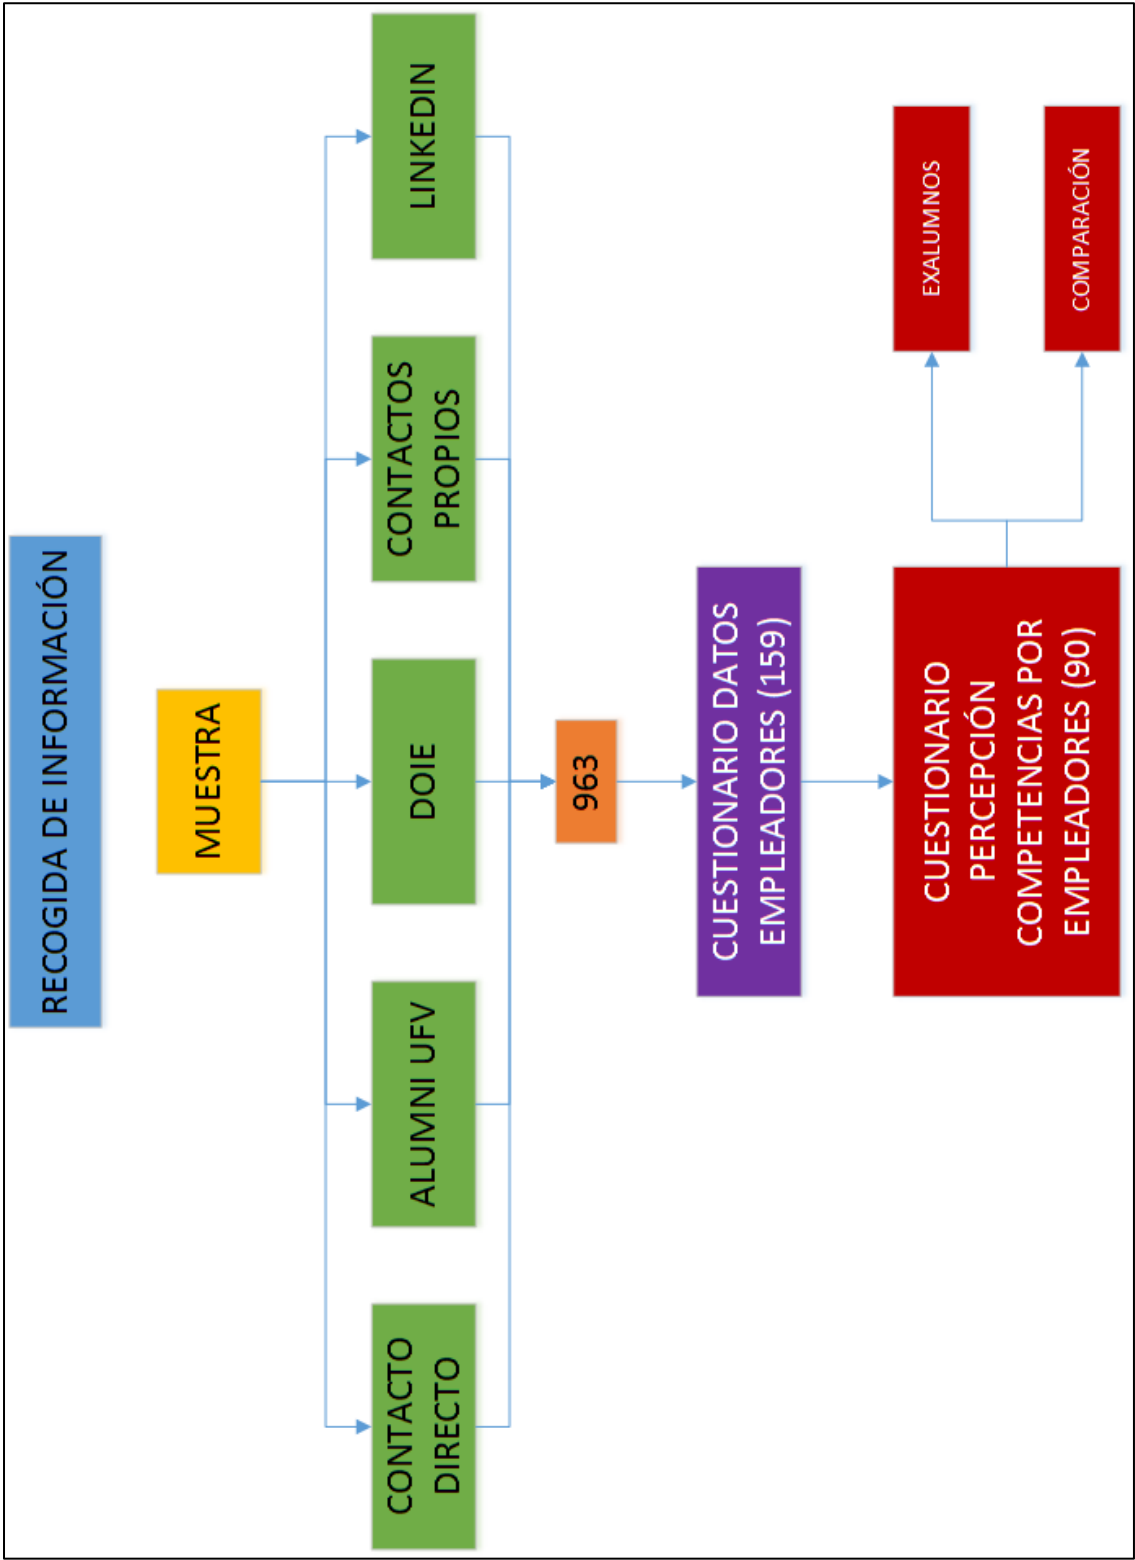 RECOGIDA DE INFORMACIÓN
MUESTRA
CONTACTO
DIRECTO
ALUMNI UFV
DOIE
CONTACTOS
PROPIOS
LINKEDIN
963
CUESTIONARIO DATOS
EMPLEADORES (159)
CUESTIONARIO
PERCEPCIÓN
COMPETENCIAS POR
EMPLEADORES (90)
EXALUMNOS
COMPARACIÓN